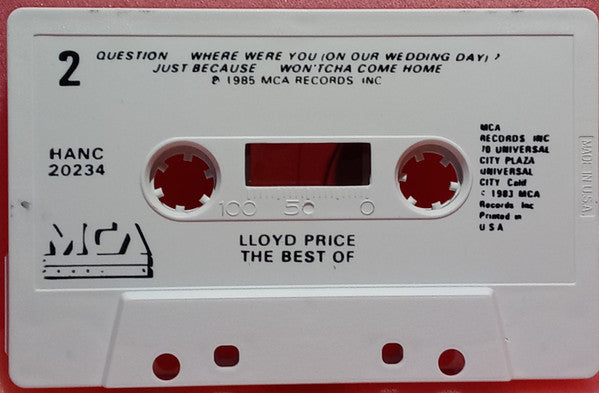 2
QUESTION WHERE WERE YOU (ON OUR WEDDING DAY) ?
JUST BECAUSE WON'TCHA COME HOME
℗ 1985 MCA RECORDS INC
HANC
20234
MCA
RECORDS INC
70 UNIVERSAL
CITY PLAZA
UNIVERSAL
CITY Calif
c 1983 MCA
Records Inc
Printed in
U S A
[MADE IN USA]
100 50 0
MCA
LLOYD PRICE
THE BEST OF